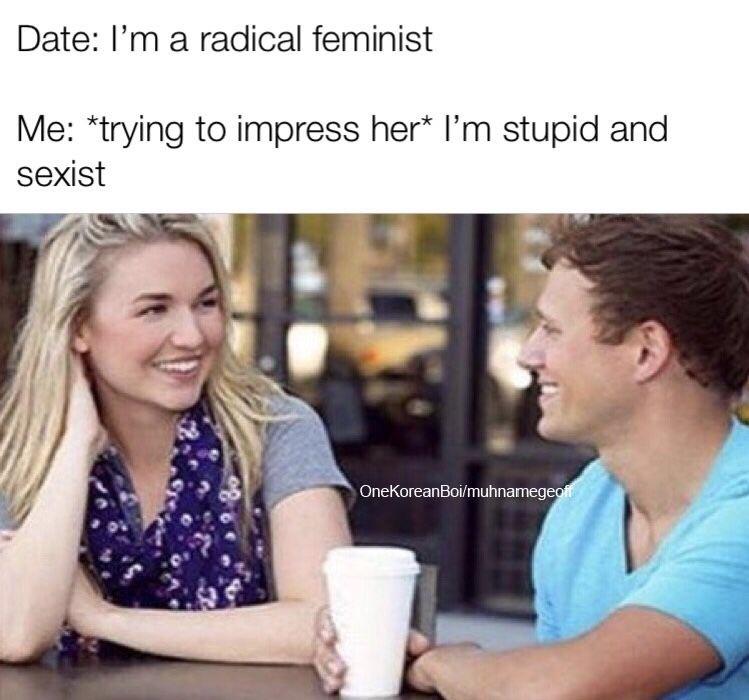 Date: I’m a radical feminist
Me: *trying to impress her* I’m stupid and
sexist
OneKoreanBoi/muhnamegeoff